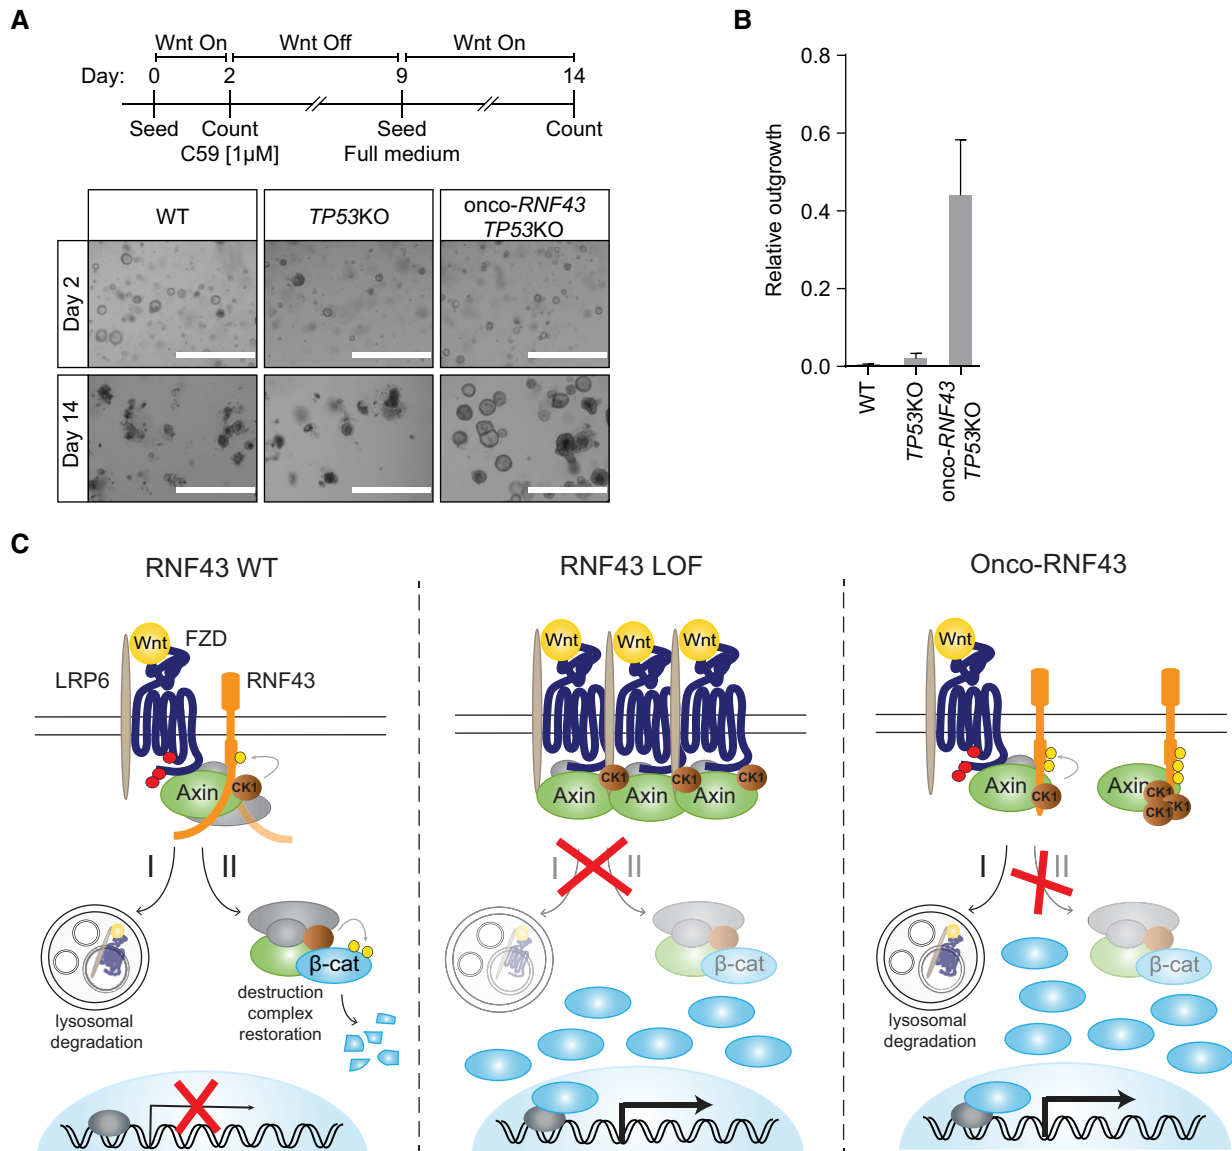 A
Wnt On Wnt Off Wnt On
Day: 0 2 9 14
Seed Count Seed Count
C59 [1µM] Full medium
WT TP53KO onco-RNF43
TP53KO
Day 2
Day 14
B
Relative outgrowth
0.8
0.6
0.4
0.2
0.0
WT
TP53KO
onco-RNF43
TP53KO
C
RNF43 WT
Wnt
FZD
LRP6
RNF43
Axin
CK1
I II
β-cat
lysosomal
degradation
destruction
complex
restoration
RNF43 LOF
Wnt Wnt Wnt
CK1 CK1 CK1
Axin Axin Axin
I II
β-cat
Onco-RNF43
Wnt
Axin
CK1
Axin
CK1
CK1
CK1
I II
β-cat
lysosomal
degradation